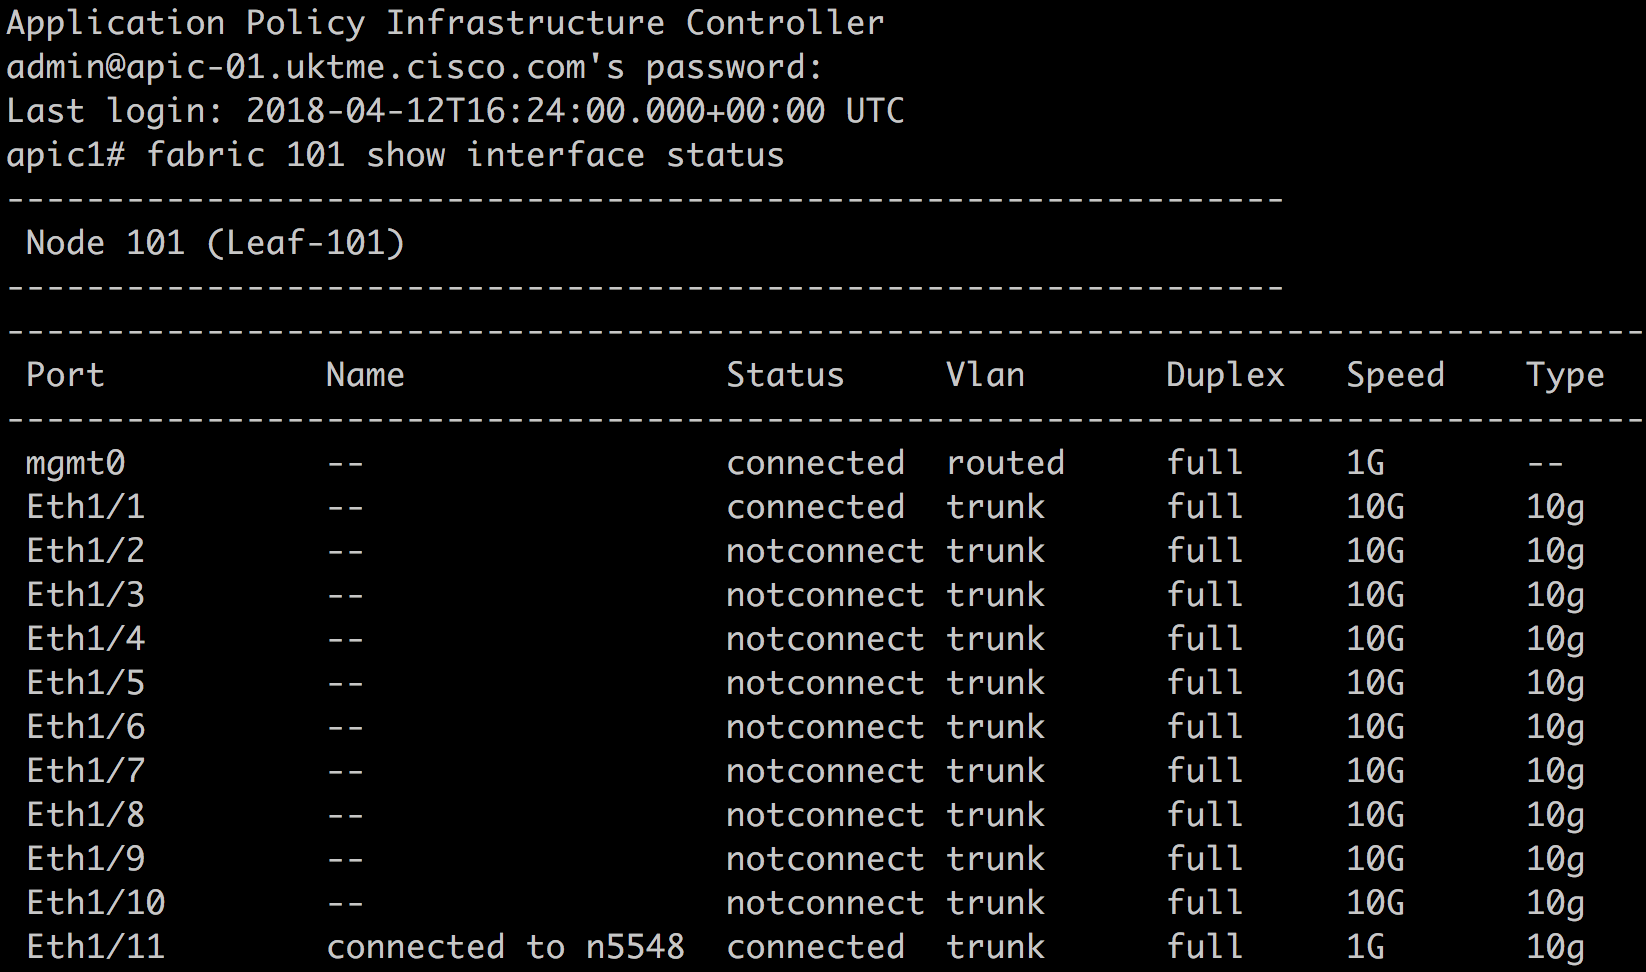 Application Policy Infrastructure Controller
admin@apic-01.uktme.cisco.com's password:
Last login: 2018-04-12T16:24:00.000+00:00 UTC
apic1# fabric 101 show interface status
----------------------------------------------------------------
 Node 101 (Leaf-101)
----------------------------------------------------------------
----------------------------------------------------------------------------------
 Port           Name                Status     Vlan       Duplex   Speed    Type
----------------------------------------------------------------------------------
 mgmt0          --                  connected  routed     full     1G       --
 Eth1/1         --                  connected  trunk      full     10G      10g
 Eth1/2         --                  notconnect trunk      full     10G      10g
 Eth1/3         --                  notconnect trunk      full     10G      10g
 Eth1/4         --                  notconnect trunk      full     10G      10g
 Eth1/5         --                  notconnect trunk      full     10G      10g
 Eth1/6         --                  notconnect trunk      full     10G      10g
 Eth1/7         --                  notconnect trunk      full     10G      10g
 Eth1/8         --                  notconnect trunk      full     10G      10g
 Eth1/9         --                  notconnect trunk      full     10G      10g
 Eth1/10        --                  notconnect trunk      full     10G      10g
 Eth1/11        connected to n5548  connected  trunk      full     1G       10g